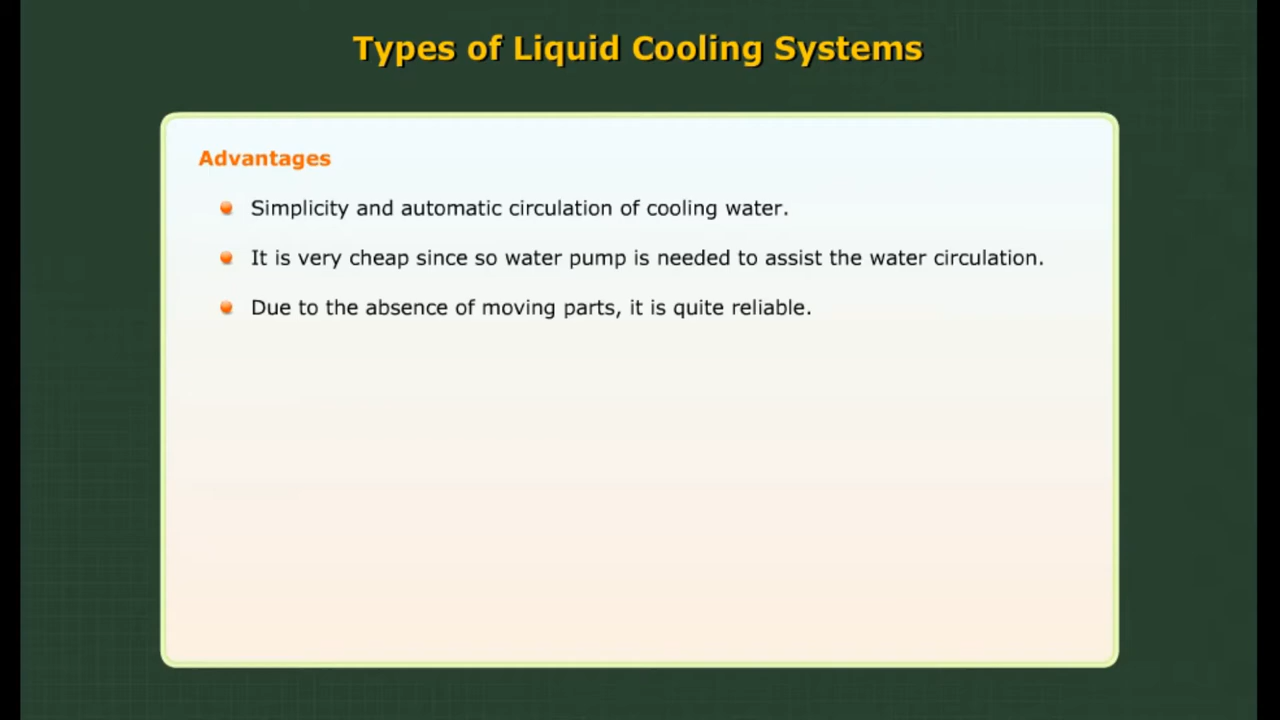 Types of Liquid Cooling Systems
Advantages
Simplicity and automatic circulation of cooling water.
It is very cheap since so water pump is needed to assist the water circulation.
Due to the absence of moving parts, it is quite reliable.